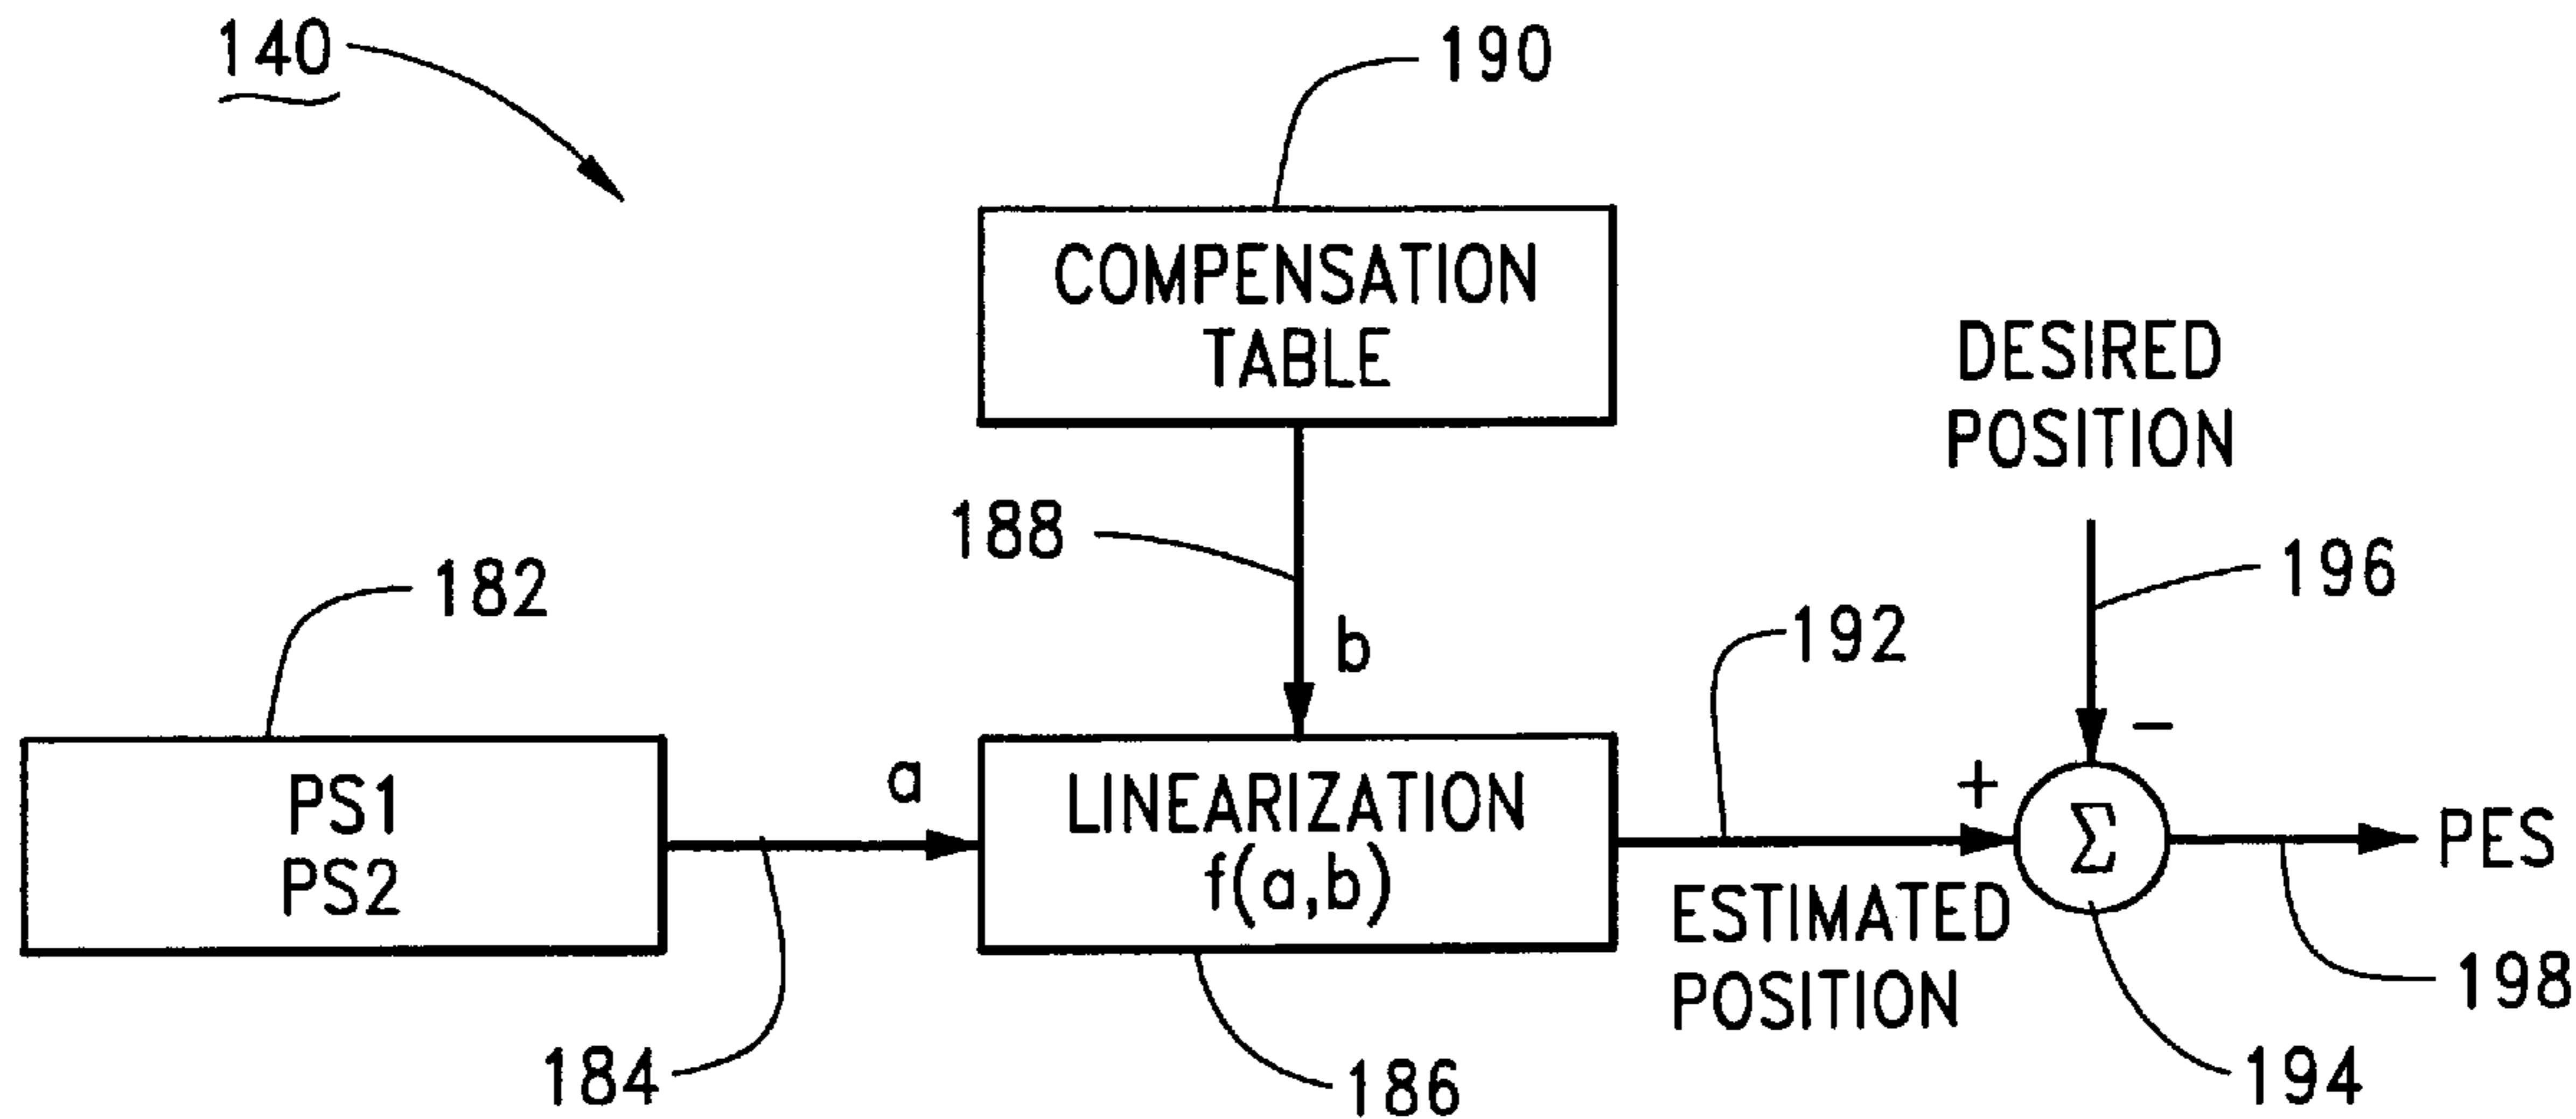 140
190
COMPENSATION
TABLE
DESIRED
POSITION
188
196
182
b
192
−
PS1
PS2
a
LINEARIZATION
f(a,b)
+
Σ
PES
ESTIMATED
POSITION
198
184
186
194